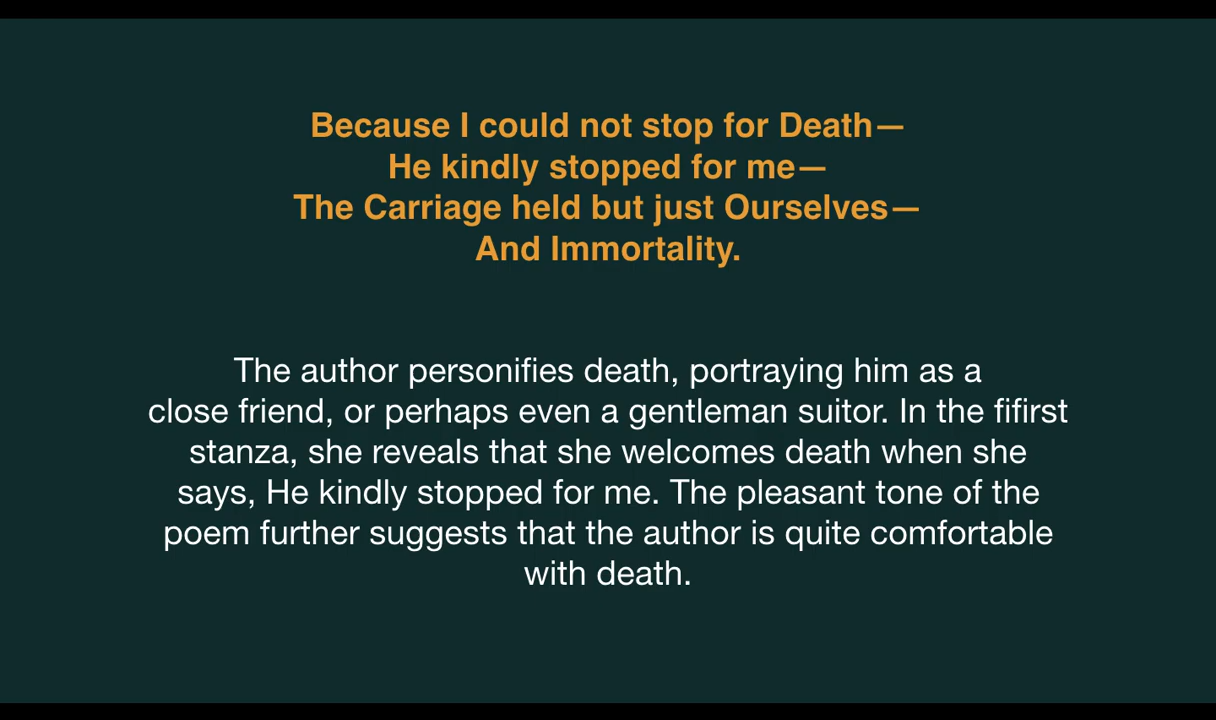 Because I could not stop for Death—
He kindly stopped for me—
The Carriage held but just Ourselves—
And Immortality.
The author personifies death, portraying him as a
close friend, or perhaps even a gentleman suitor. In the fifirst
stanza, she reveals that she welcomes death when she
says, He kindly stopped for me. The pleasant tone of the
poem further suggests that the author is quite comfortable
with death.